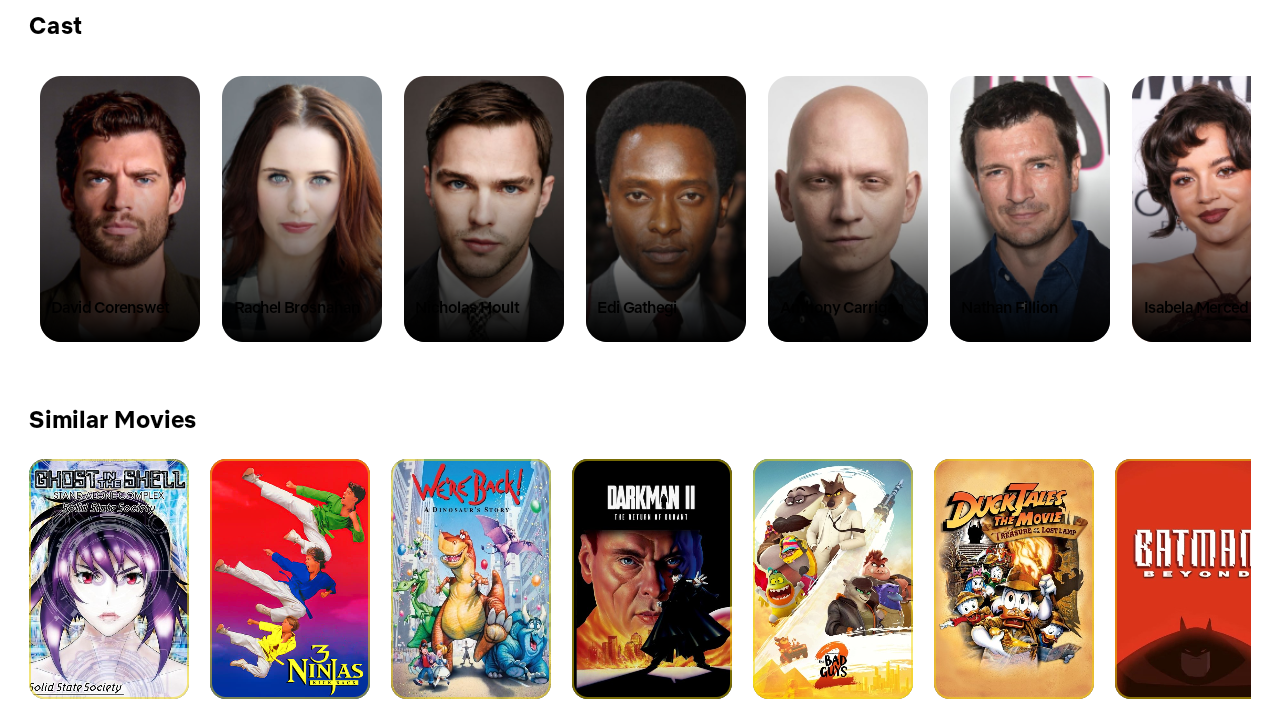 Cast
David Corenswet
Rachel Brosnahan
Nicholas Hoult
Edi Gathegi
Anthony Carrigan
Nathan Fillion
Isabela Merced
Similar Movies
GHOST IN THE SHELL
STAND ALONE COMPLEX
Solid State Society
Solid State Society
3
NINJAS
KICK BACK
WE'RE BACK!
A DINOSAUR'S STORY
DARKMAN II
THE RETURN OF DURANT
THE BAD GUYS
2
DUCKTALES
THE MOVIE
TREASURE OF THE LOST LAMP
BATMAN
BEYOND